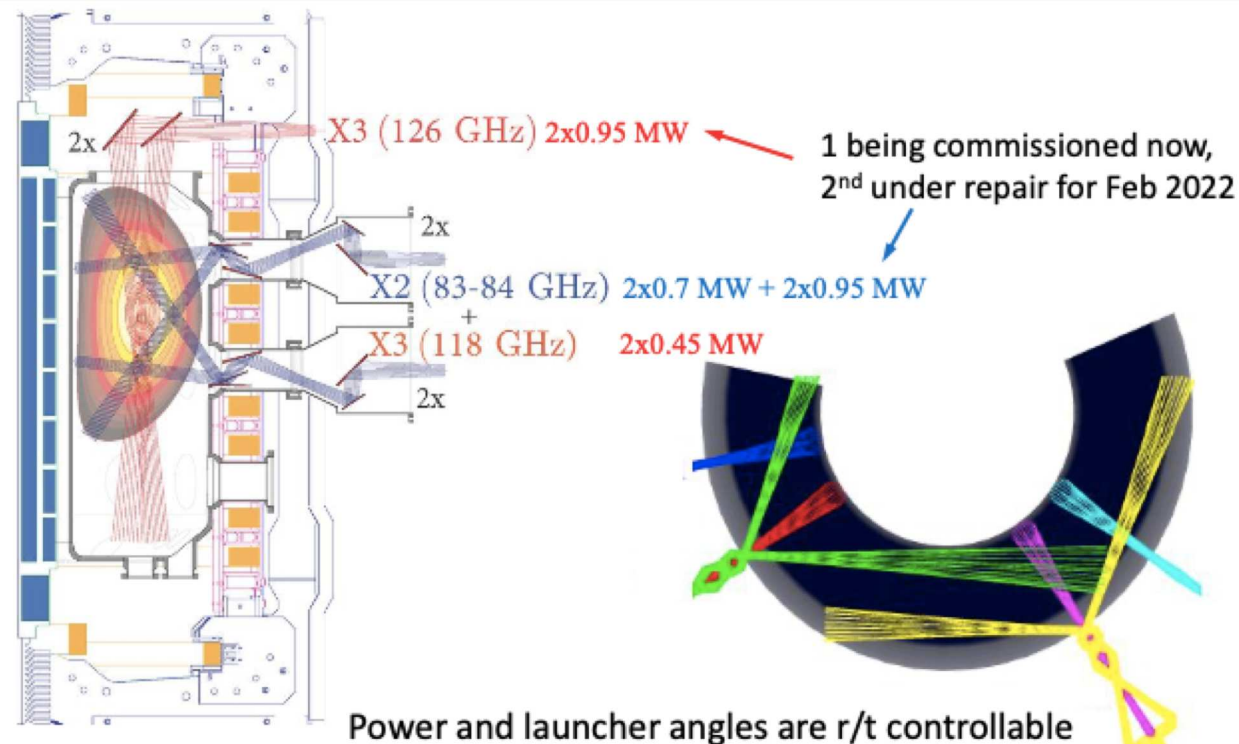 X3 (126 GHz) 2x0.95 MW
2x
1 being commissioned now,
2nd under repair for Feb 2022
2x
X2 (83-84 GHz) 2x0.7 MW + 2x0.95 MW
+
X3 (118 GHz) 2x0.45 MW
2x
Power and launcher angles are r/t controllable